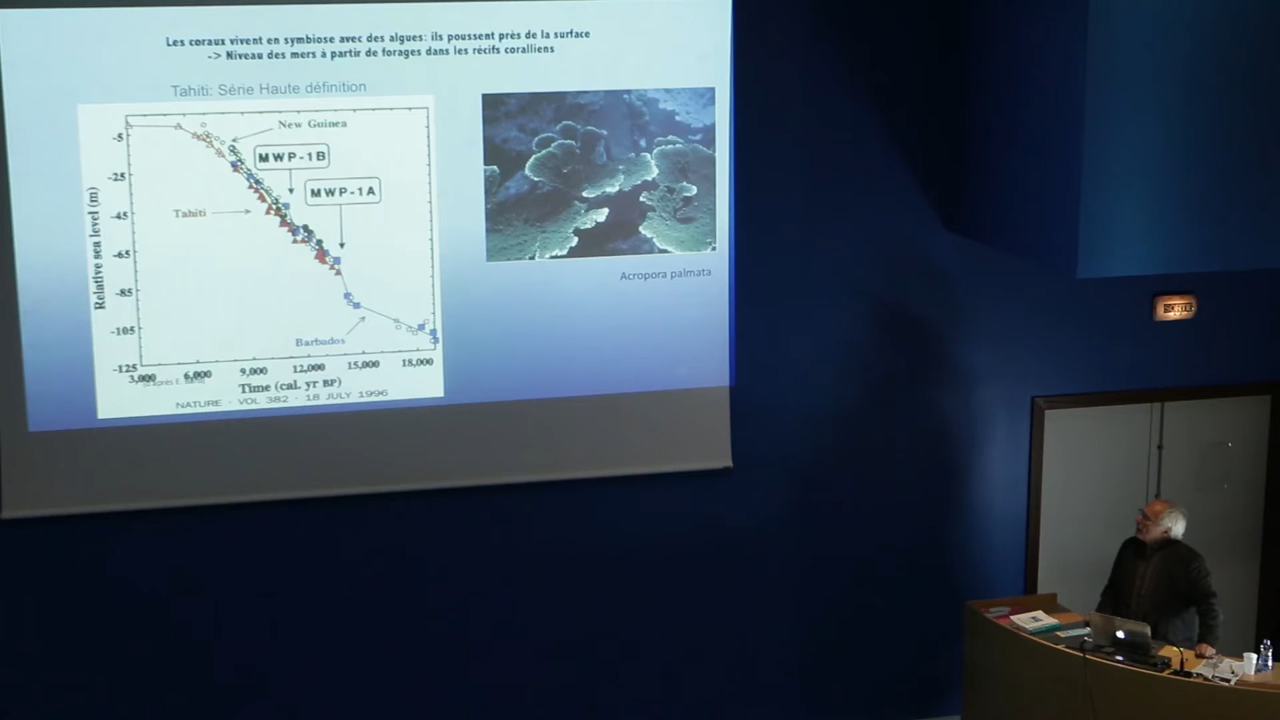 Les coraux vivent en symbiose avec des algues: ils poussent près de la surface
-> Niveau des mers à partir de forages dans les récifs coralliens
Tahiti: Série Haute définition
New Guinea
MWP-1B
MWP-1A
Tahiti
Barbados
Relative sea level (m)
-5
-25
-45
-65
-85
-105
-125
3,000 6,000 9,000 12,000 15,000 18,000
Time (cal. yr BP)
NATURE · VOL 382 · 18 JULY 1996
Acropora palmata
SORTIE